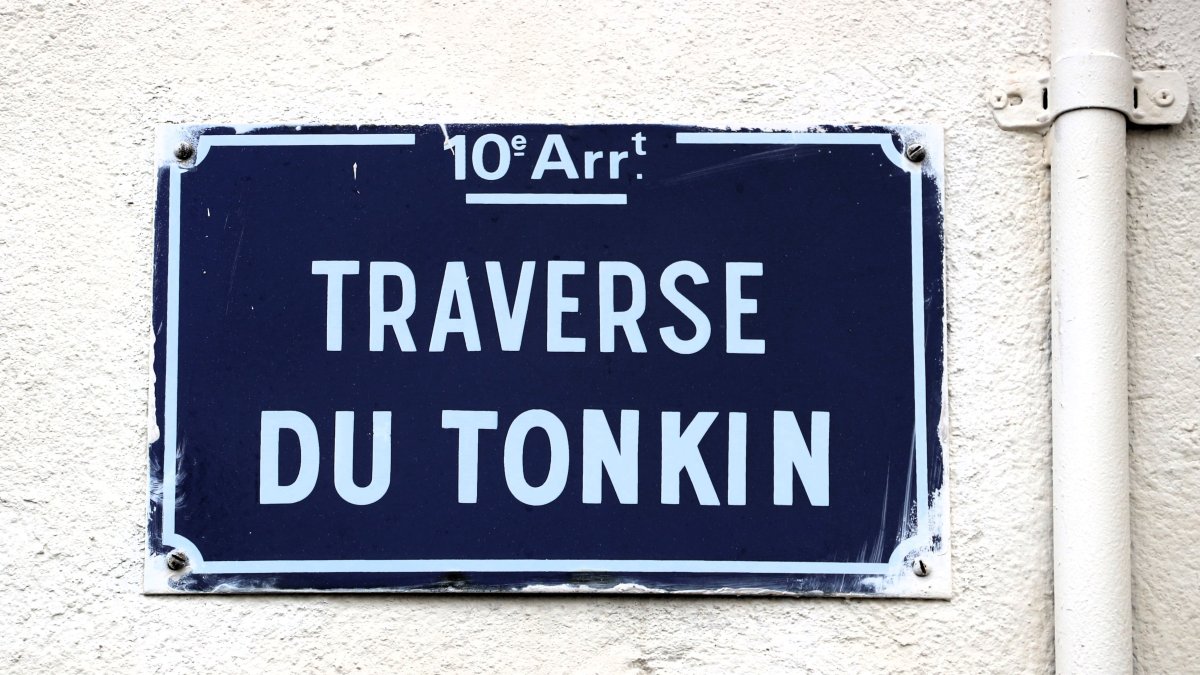 10e Arrt.
TRAVERSE
DU TONKIN